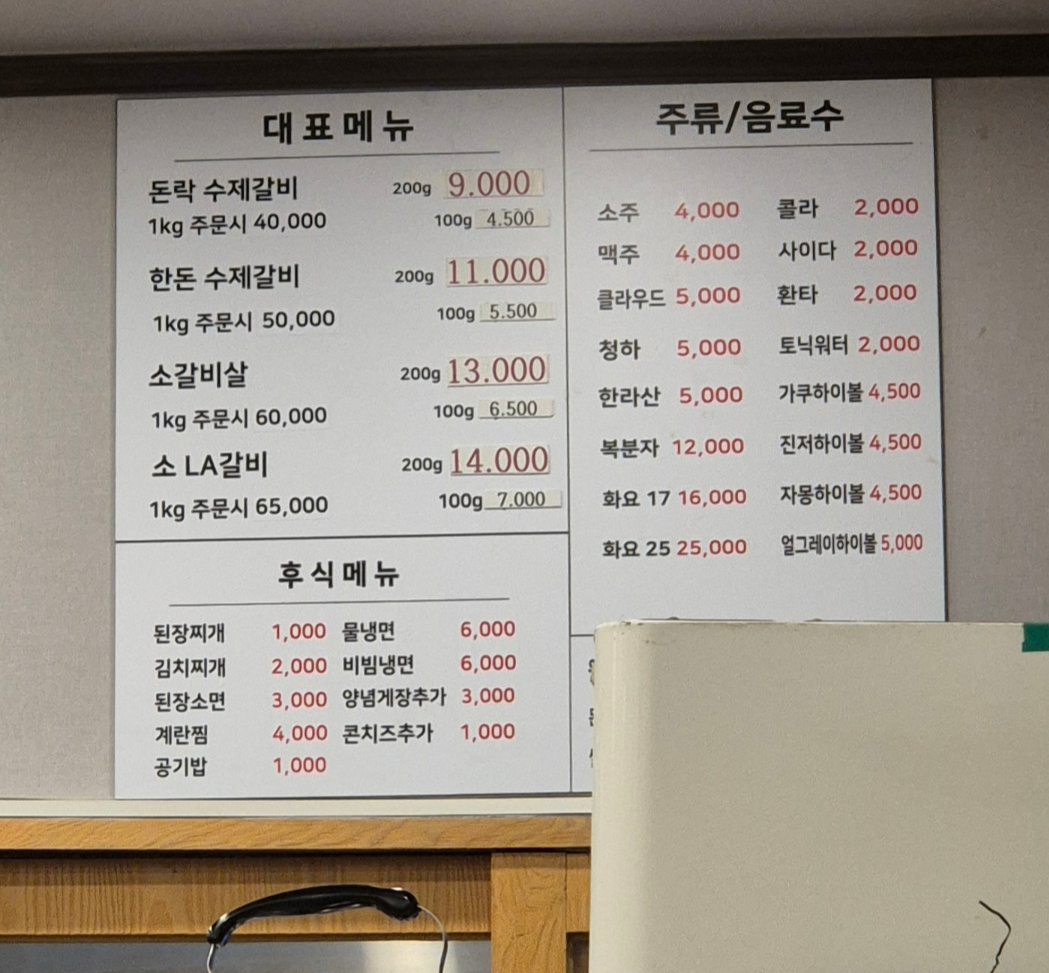 대표메뉴
돈락 수제갈비 200g 9.000
1kg 주문시 40,000 100g 4.500
한돈 수제갈비 200g 11.000
1kg 주문시 50,000 100g 5.500
소갈비살 200g 13.000
1kg 주문시 60,000 100g 6.500
소 LA갈비 200g 14.000
1kg 주문시 65,000 100g 7.000
후식메뉴
된장찌개 1,000 물냉면 6,000
김치찌개 2,000 비빔냉면 6,000
된장소면 3,000 양념게장추가 3,000
계란찜 4,000 콘치즈추가 1,000
공기밥 1,000
주류/음료수
소주 4,000 콜라 2,000
맥주 4,000 사이다 2,000
클라우드 5,000 환타 2,000
청하 5,000 토닉워터 2,000
한라산 5,000 가쿠하이볼 4,500
복분자 12,000 진저하이볼 4,500
화요 17 16,000 자몽하이볼 4,500
화요 25 25,000 얼그레이하이볼 5,000